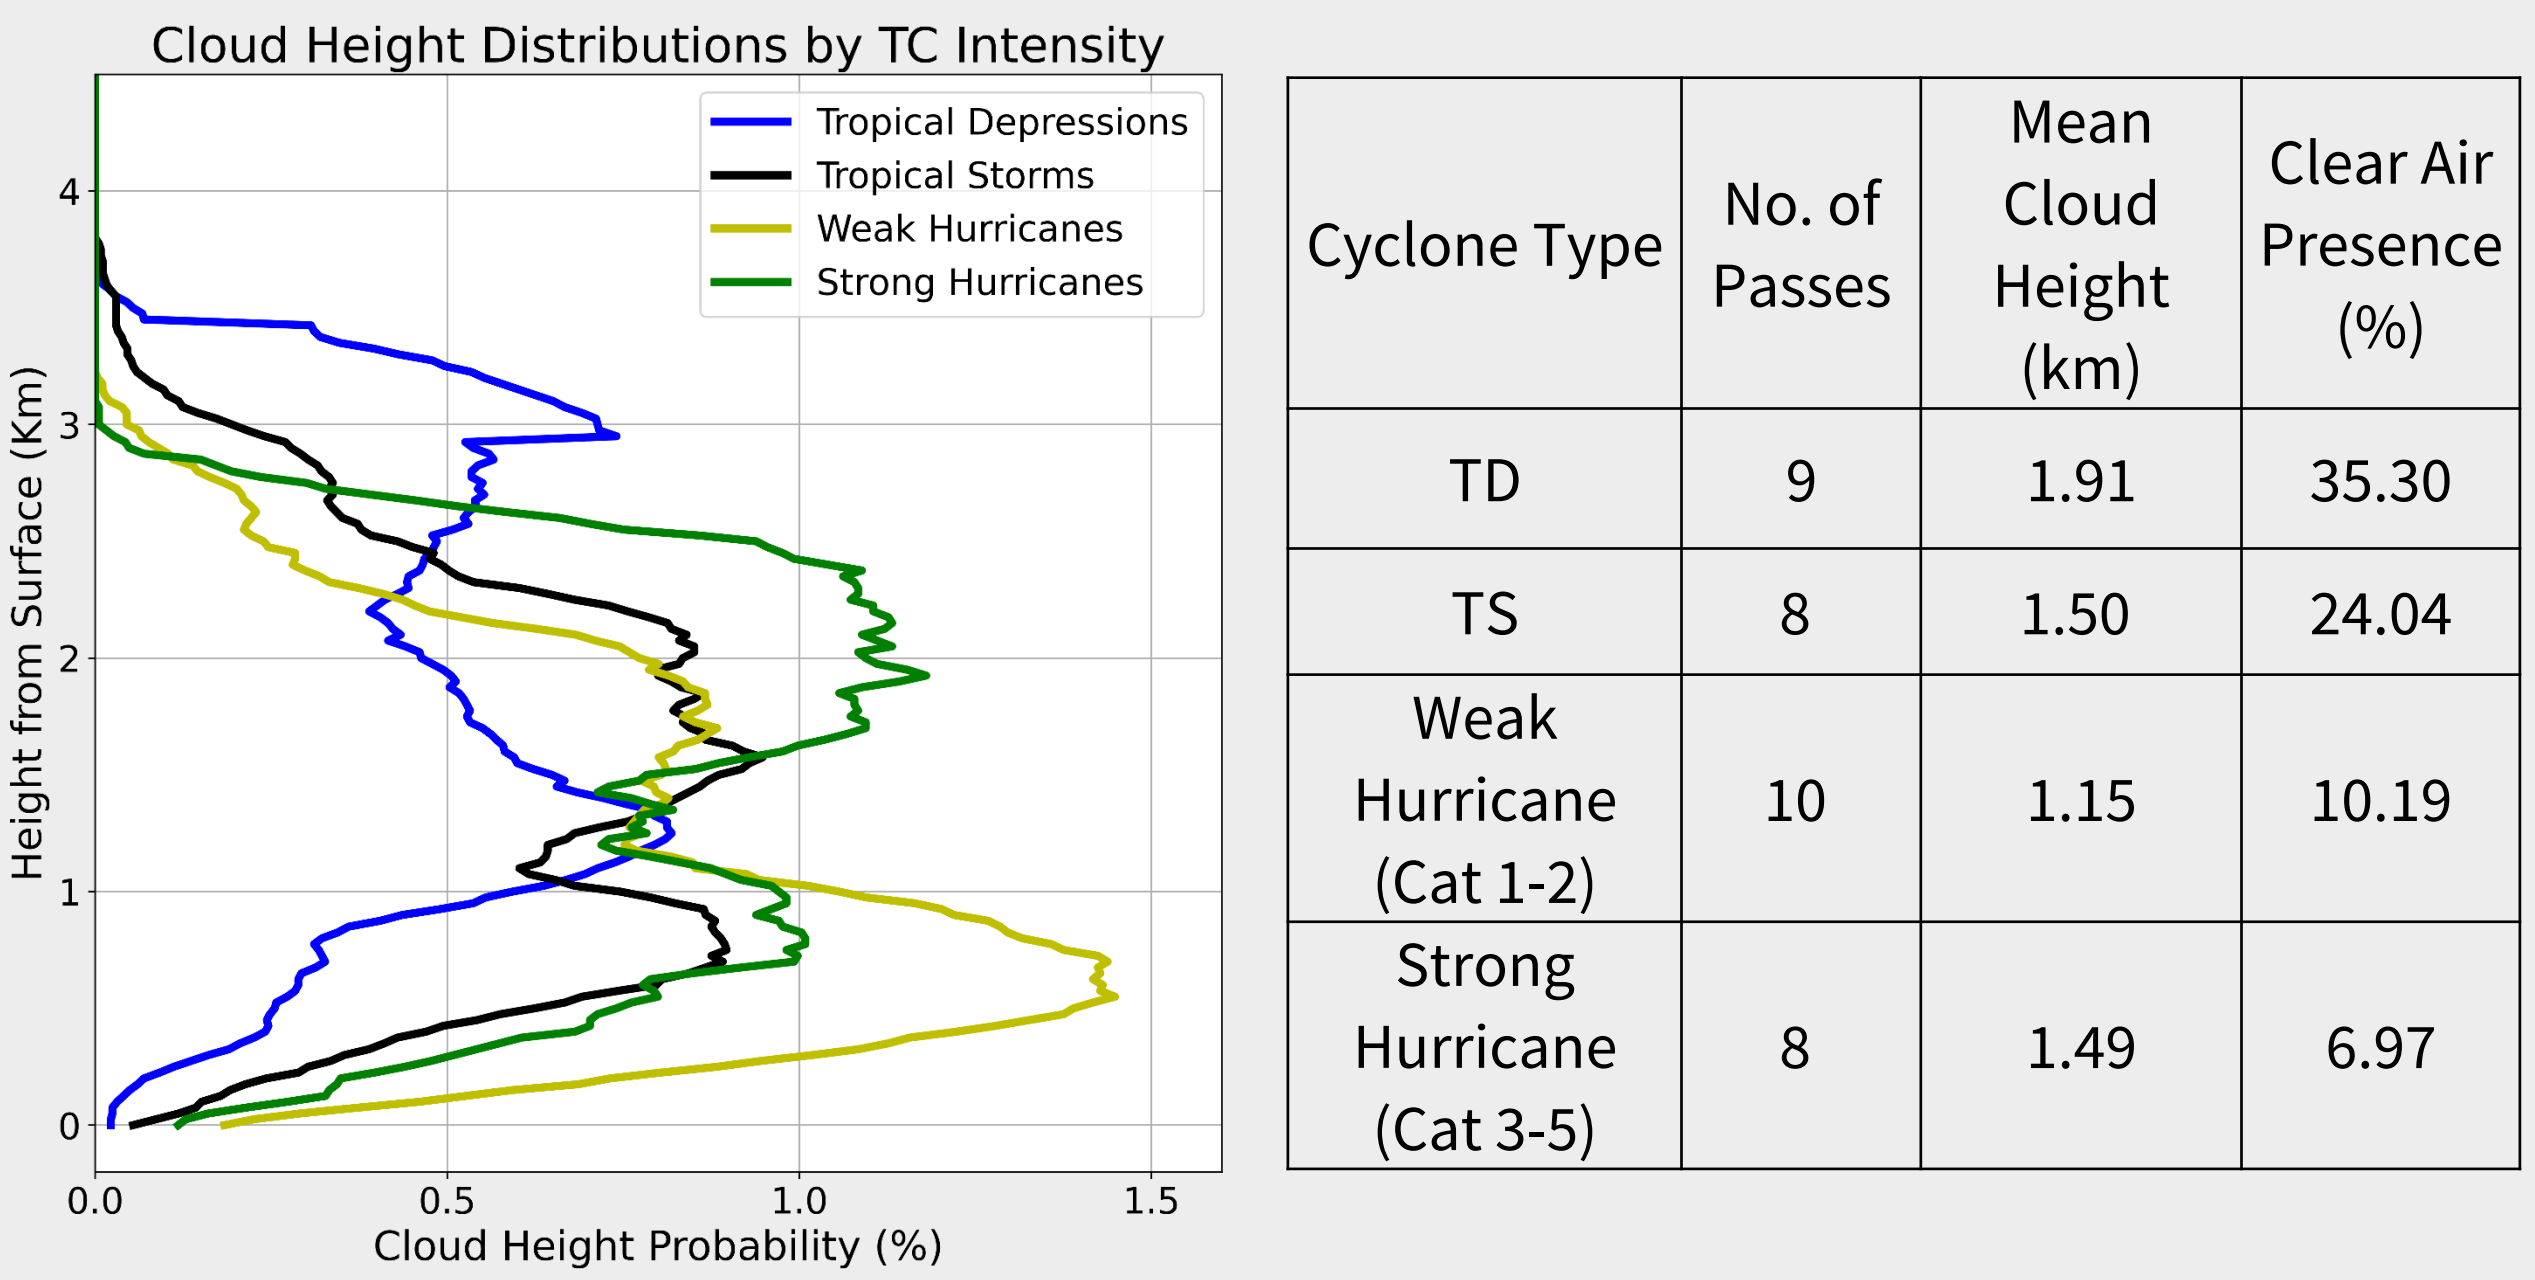 Cloud Height Distributions by TC Intensity
Tropical Depressions
Tropical Storms
Weak Hurricanes
Strong Hurricanes
Height from Surface (Km)
4
3
2
1
0
0.0 0.5 1.0 1.5
Cloud Height Probability (%)
Cyclone Type
No. of
Passes
Mean
Cloud
Height
(km)
Clear Air
Presence
(%)
TD 9 1.91 35.30
TS 8 1.50 24.04
Weak
Hurricane
(Cat 1-2)
10 1.15 10.19
Strong
Hurricane
(Cat 3-5)
8 1.49 6.97